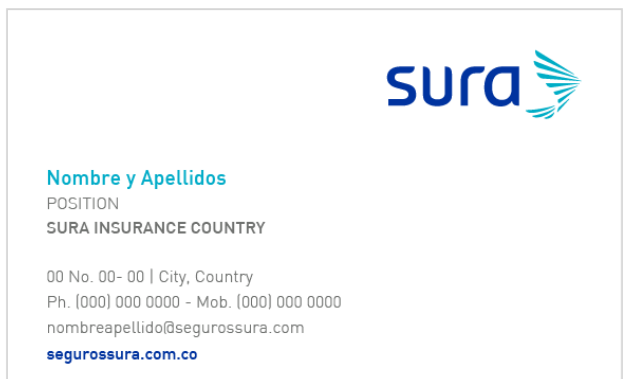 sura
Nombre y Apellidos
POSITION
SURA INSURANCE COUNTRY
00 No. 00- 00 | City, Country
Ph. (000) 000 0000 - Mob. (000) 000 0000
nombreapellido@segurossura.com
segurossura.com.co